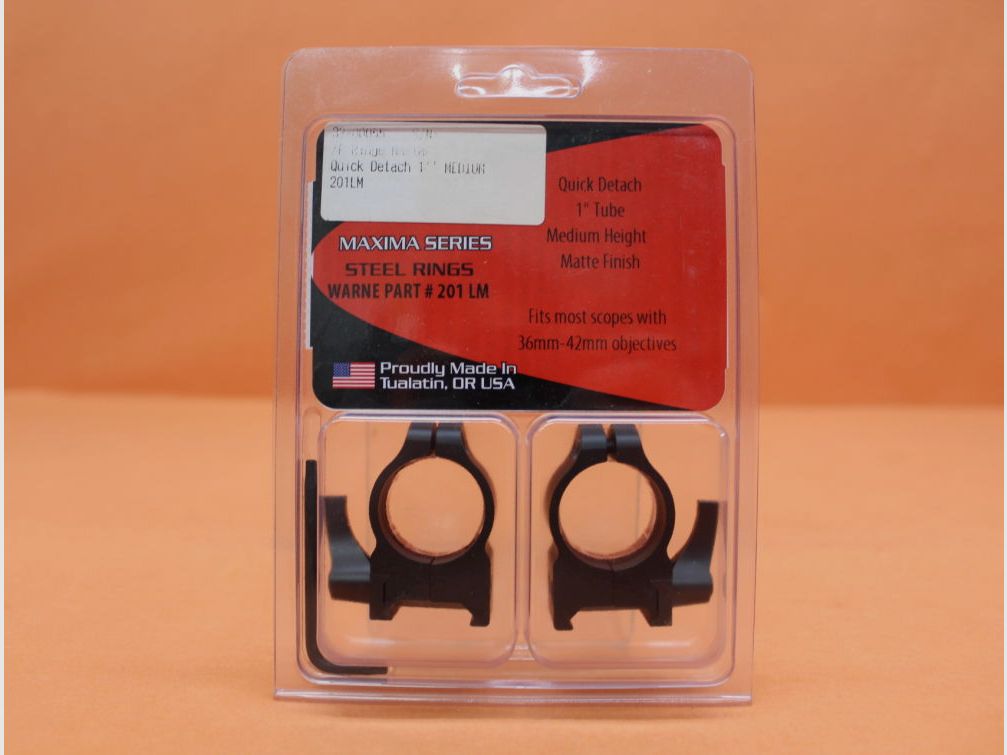 Quick Detach 1'' MEDIUM
201LM
MAXIMA SERIES
STEEL RINGS
WARNE PART # 201 LM
Proudly Made In
Tualatin, OR USA
Quick Detach
1" Tube
Medium Height
Matte Finish
Fits most scopes with
36mm-42mm objectives